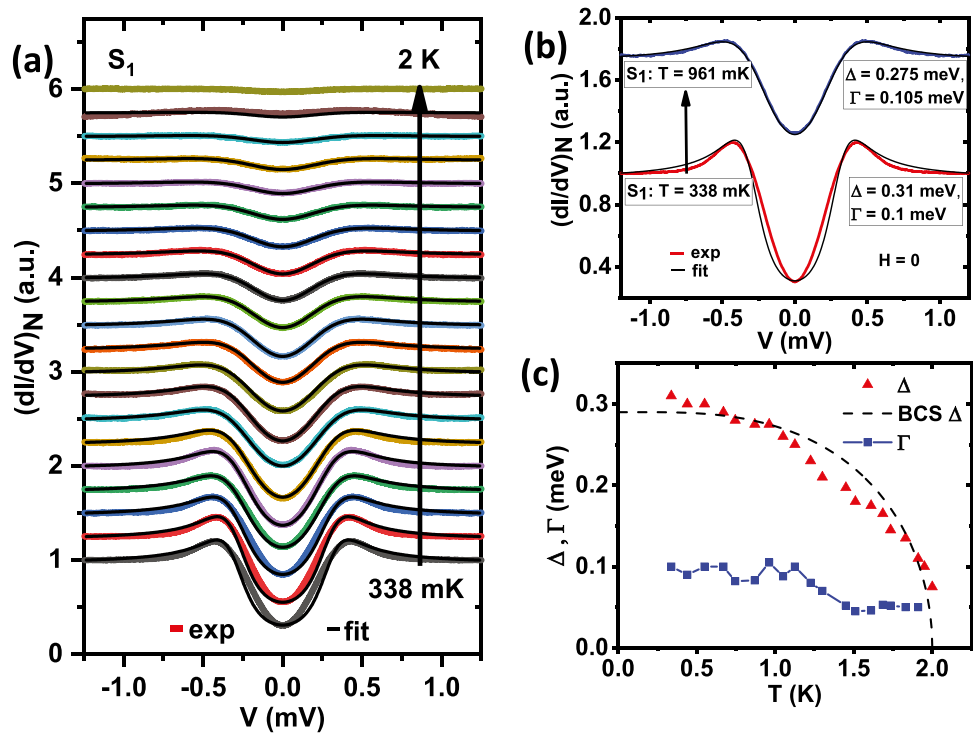 (a)
S1
2 K
6
5
4
3
2
1
0
(dI/dV)N (a.u.)
338 mK
exp
fit
-1.0 -0.5 0.0 0.5 1.0
V (mV)
(b)
2.0
1.6
1.2
0.8
0.4
(dI/dV)N (a.u.)
S1: T = 961 mK
Δ = 0.275 meV,
Γ = 0.105 meV
S1: T = 338 mK
Δ = 0.31 meV,
Γ = 0.1 meV
exp
fit
H = 0
-1.0 -0.5 0.0 0.5 1.0
V (mV)
(c)
0.3
0.2
0.1
0.0
Δ , Γ (meV)
Δ
BCS Δ
Γ
0.0 0.5 1.0 1.5 2.0
T (K)